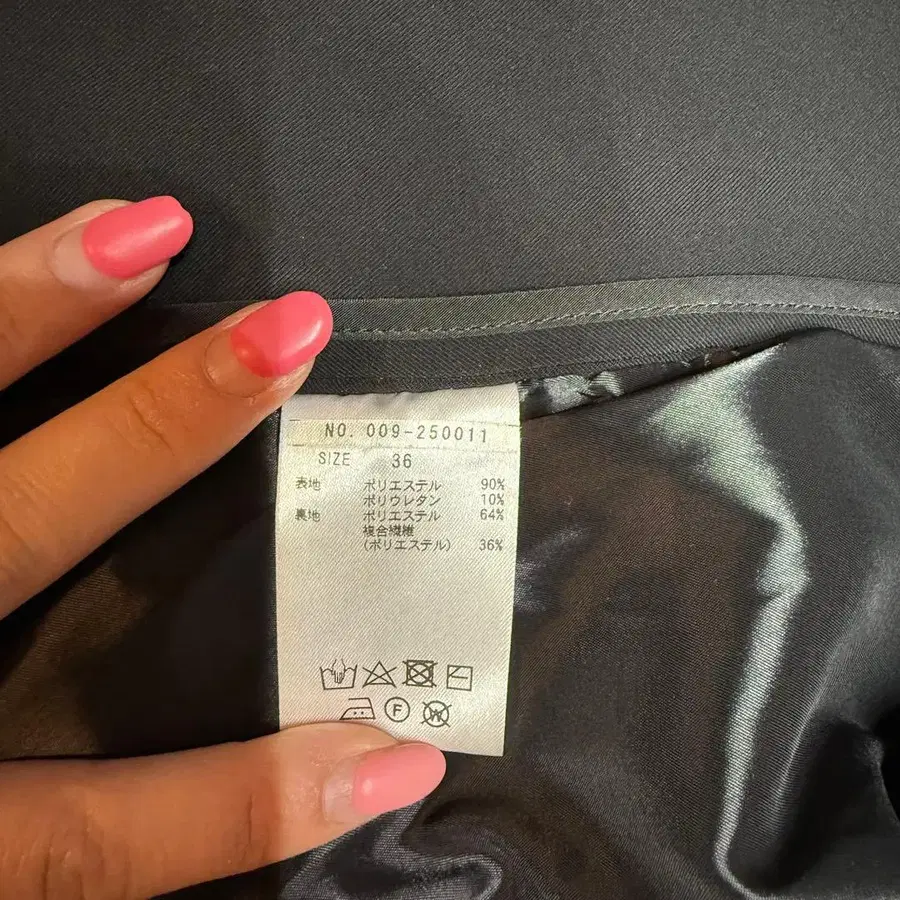 NO. 009-250011
SIZE 36
表地 ポリエステル 90%
ポリウレタン 10%
裏地 ポリエステル 64%
複合繊維
(ポリエステル) 36%
F W